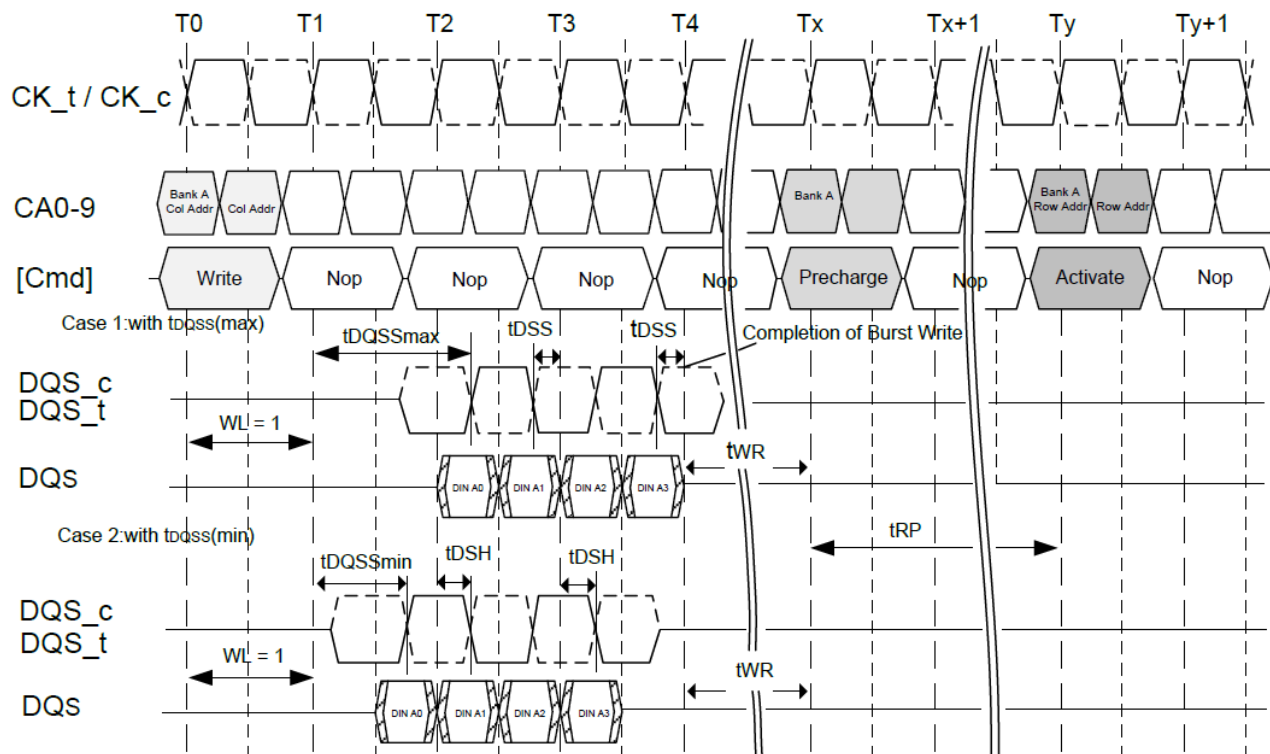 T0 T1 T2 T3 T4 Tx Tx+1 Ty Ty+1
CK_t / CK_c
CA0-9
Bank A
Col Addr
Col Addr
Bank A
Bank A
Row Addr
Row Addr
[Cmd]
Write Nop Nop Nop Nop Precharge Nop Activate Nop
Case 1:with tDQSS(max)
tDQSSmax tDSS tDSS Completion of Burst Write
DQS_c
DQS_t
WL = 1
tWR
DQs
DIN A0 DIN A1 DIN A2 DIN A3
Case 2:with tDQSS(min)
tRP
tDQSSmin tDSH tDSH
DQS_c
DQS_t
WL = 1
tWR
DQs
DIN A0 DIN A1 DIN A2 DIN A3